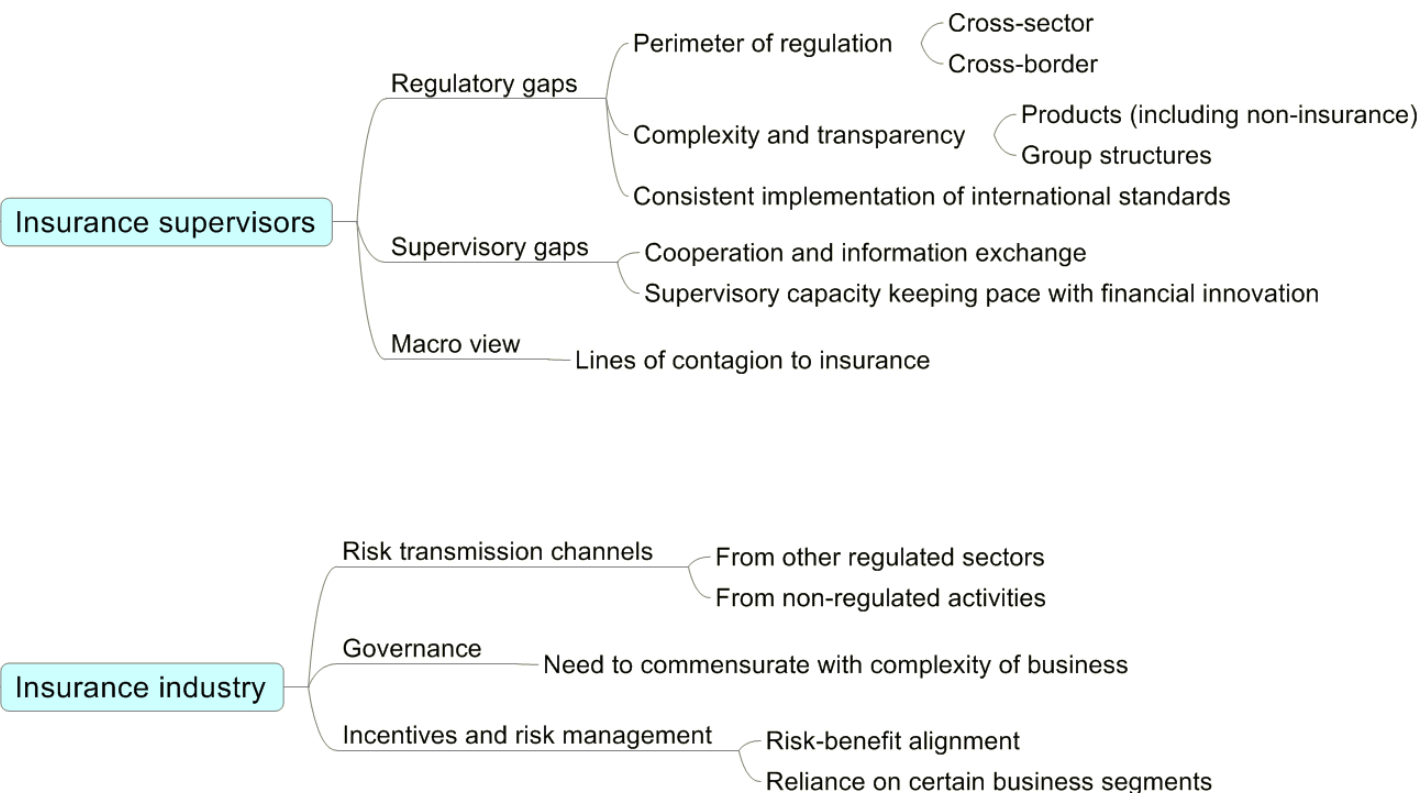 Insurance supervisors
Regulatory gaps
Perimeter of regulation
Cross-sector
Cross-border
Complexity and transparency
Products (including non-insurance)
Group structures
Consistent implementation of international standards
Supervisory gaps
Cooperation and information exchange
Supervisory capacity keeping pace with financial innovation
Macro view
Lines of contagion to insurance
Insurance industry
Risk transmission channels
From other regulated sectors
From non-regulated activities
Governance
Need to commensurate with complexity of business
Incentives and risk management
Risk-benefit alignment
Reliance on certain business segments